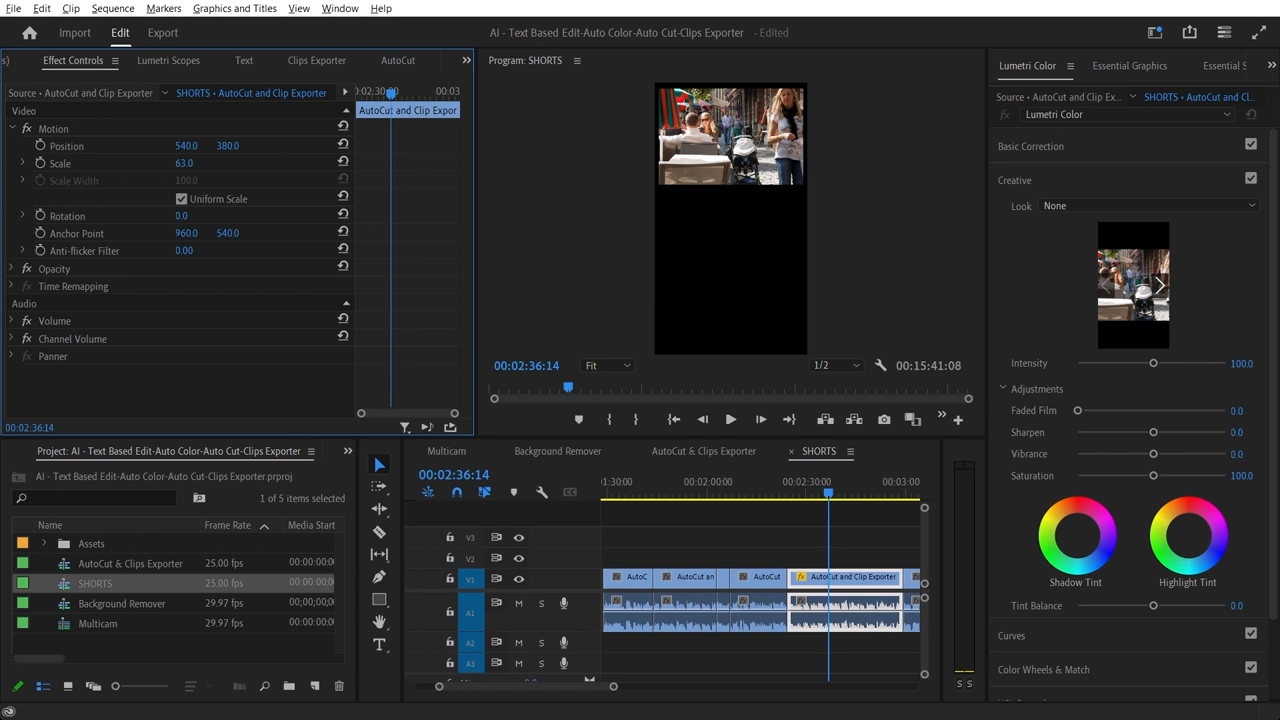 File Edit Clip Sequence Markers Graphics and Titles View Window Help
Import Edit Export AI - Text Based Edit-Auto Color-Auto Cut-Clips Exporter - Edited
s) Effect Controls Lumetri Scopes Text Clips Exporter AutoCut
Source • AutoCut and Clip Exporter SHORTS • AutoCut and Clip Exporter
00:03
Video AutoCut and Clip Expor
Motion
Position 540.0 380.0
Scale 63.0
Scale Width 100.0
Uniform Scale
Rotation 0.0
Anchor Point 960.0 540.0
Anti-flicker Filter 0.00
Opacity
Time Remapping
Audio
Volume
Channel Volume
Panner
00:02:36:14
Program: SHORTS
00:02:36:14 Fit 1/2 00:15:41:08
Lumetri Color Essential Graphics Essential S
Source • AutoCut and Clip Ex... SHORTS • AutoCut and Cl...
fx Lumetri Color
Basic Correction
Creative
Look None
Intensity 100.0
Adjustments
Faded Film 0.0
Sharpen 0.0
Vibrance 0.0
Saturation 100.0
Shadow Tint Highlight Tint
Tint Balance 0.0
Curves
Color Wheels & Match
Project: AI - Text Based Edit-Auto Color-Auto Cut-Clips Exporter
AI - Text Based Edit-Auto Color-Auto Cut-Clips Exporter.prproj
1 of 5 items selected
Name Frame Rate Media Start
Assets
AutoCut & Clips Exporter 25.00 fps 00:00:00:0
SHORTS 25.00 fps 00:00:00:0
Background Remover 29.97 fps 00;00;00;0
Multicam 29.97 fps 00:00:00:0
Multicam Background Remover AutoCut & Clips Exporter × SHORTS
00:02:36:14
:1:30:00 00:02:00:00 00:02:30:00 00:03:00
V3
V2
V1 AutoC AutoCut an AutoCut AutoCut and Clip Exporter
A1 M S
A2 M S
A3 M S
S S